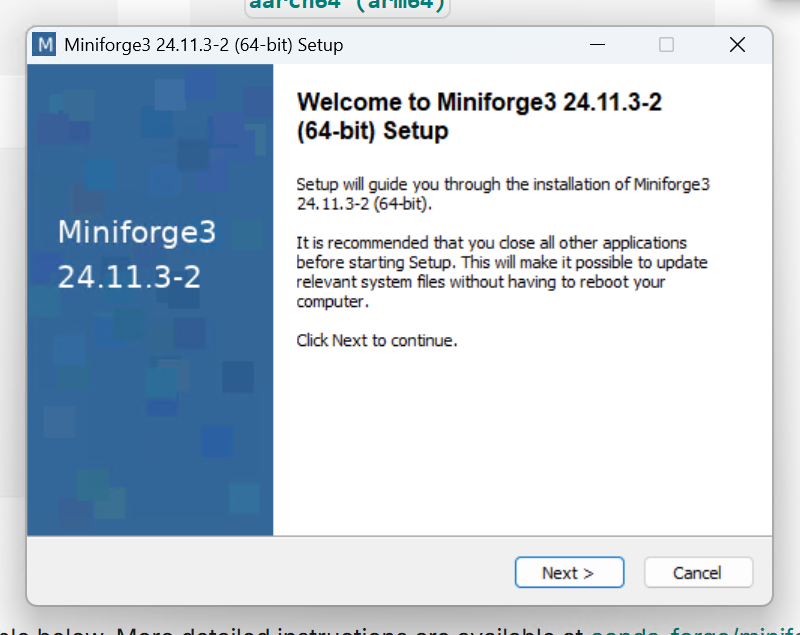 aarch64 (arm64)
M Miniforge3 24.11.3-2 (64-bit) Setup
Miniforge3
24.11.3-2
Welcome to Miniforge3 24.11.3-2
(64-bit) Setup
Setup will guide you through the installation of Miniforge3
24.11.3-2 (64-bit).
It is recommended that you close all other applications
before starting Setup. This will make it possible to update
relevant system files without having to reboot your
computer.
Click Next to continue.
Next >
Cancel
below. More detailed instructions are available at conda-forge/minifo